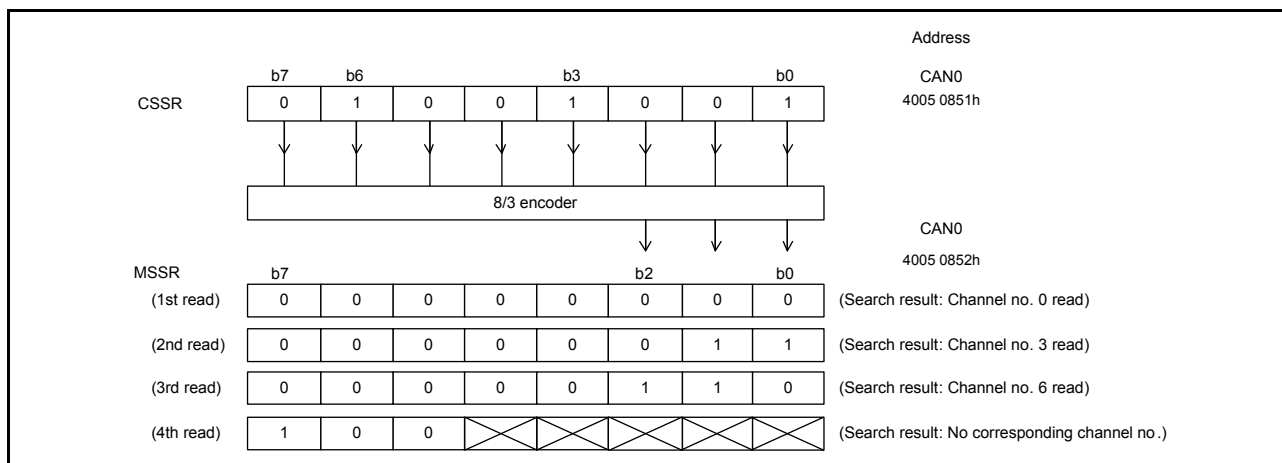 Address
b7 b6 b3 b0 CAN0
CSSR 0 1 0 0 1 0 0 1 4005 0851h
8/3 encoder
CAN0
4005 0852h
MSSR b7 b2 b0
(1st read) 0 0 0 0 0 0 0 0 (Search result: Channel no. 0 read)
(2nd read) 0 0 0 0 0 0 1 1 (Search result: Channel no. 3 read)
(3rd read) 0 0 0 0 0 1 1 0 (Search result: Channel no. 6 read)
(4th read) 1 0 0 (Search result: No corresponding channel no.)